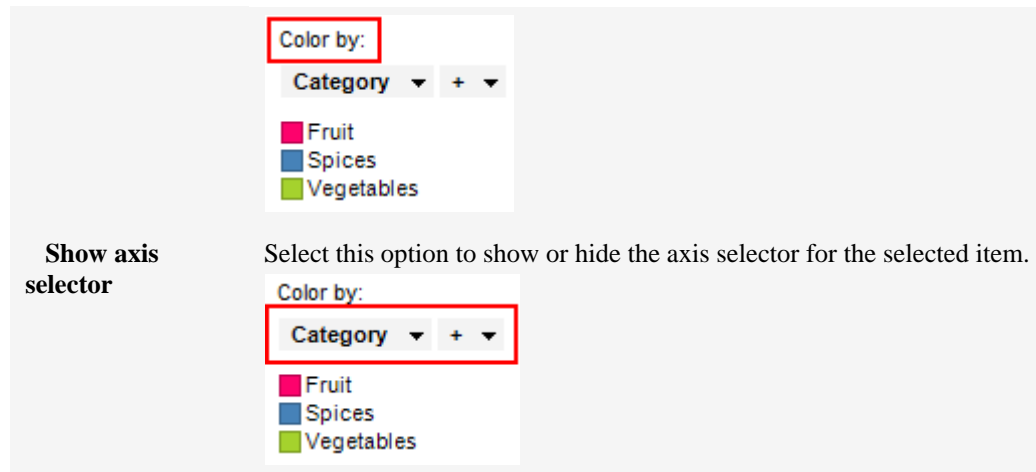 Color by:
Category +
Fruit
Spices
Vegetables
Show axis
selector
Select this option to show or hide the axis selector for the selected item.
Color by:
Category +
Fruit
Spices
Vegetables